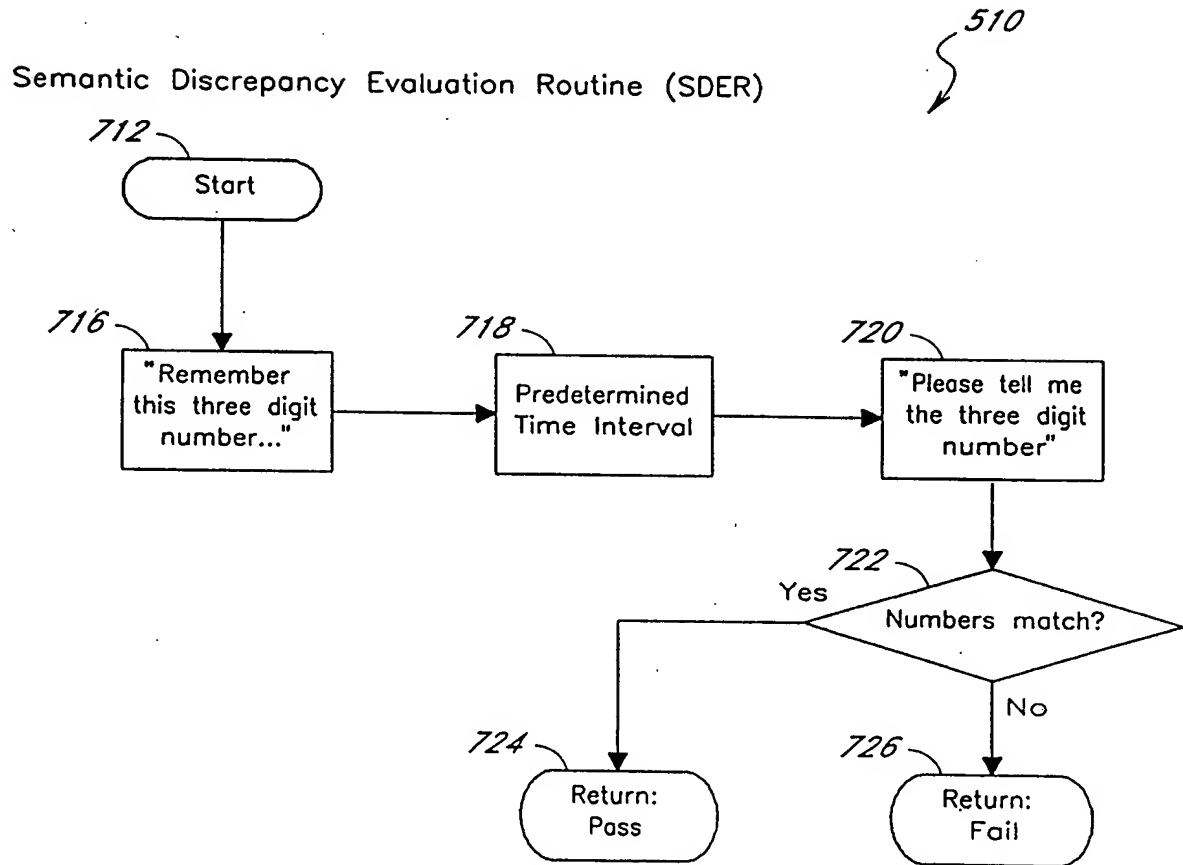 510
Semantic Discrepancy Evaluation Routine (SDER)
712
Start
716
"Remember
this three digit
number..."
718
Predetermined
Time Interval
720
"Please tell me
the three digit
number"
722
Yes
Numbers match?
No
724
Return:
Pass
726
Return:
Fail